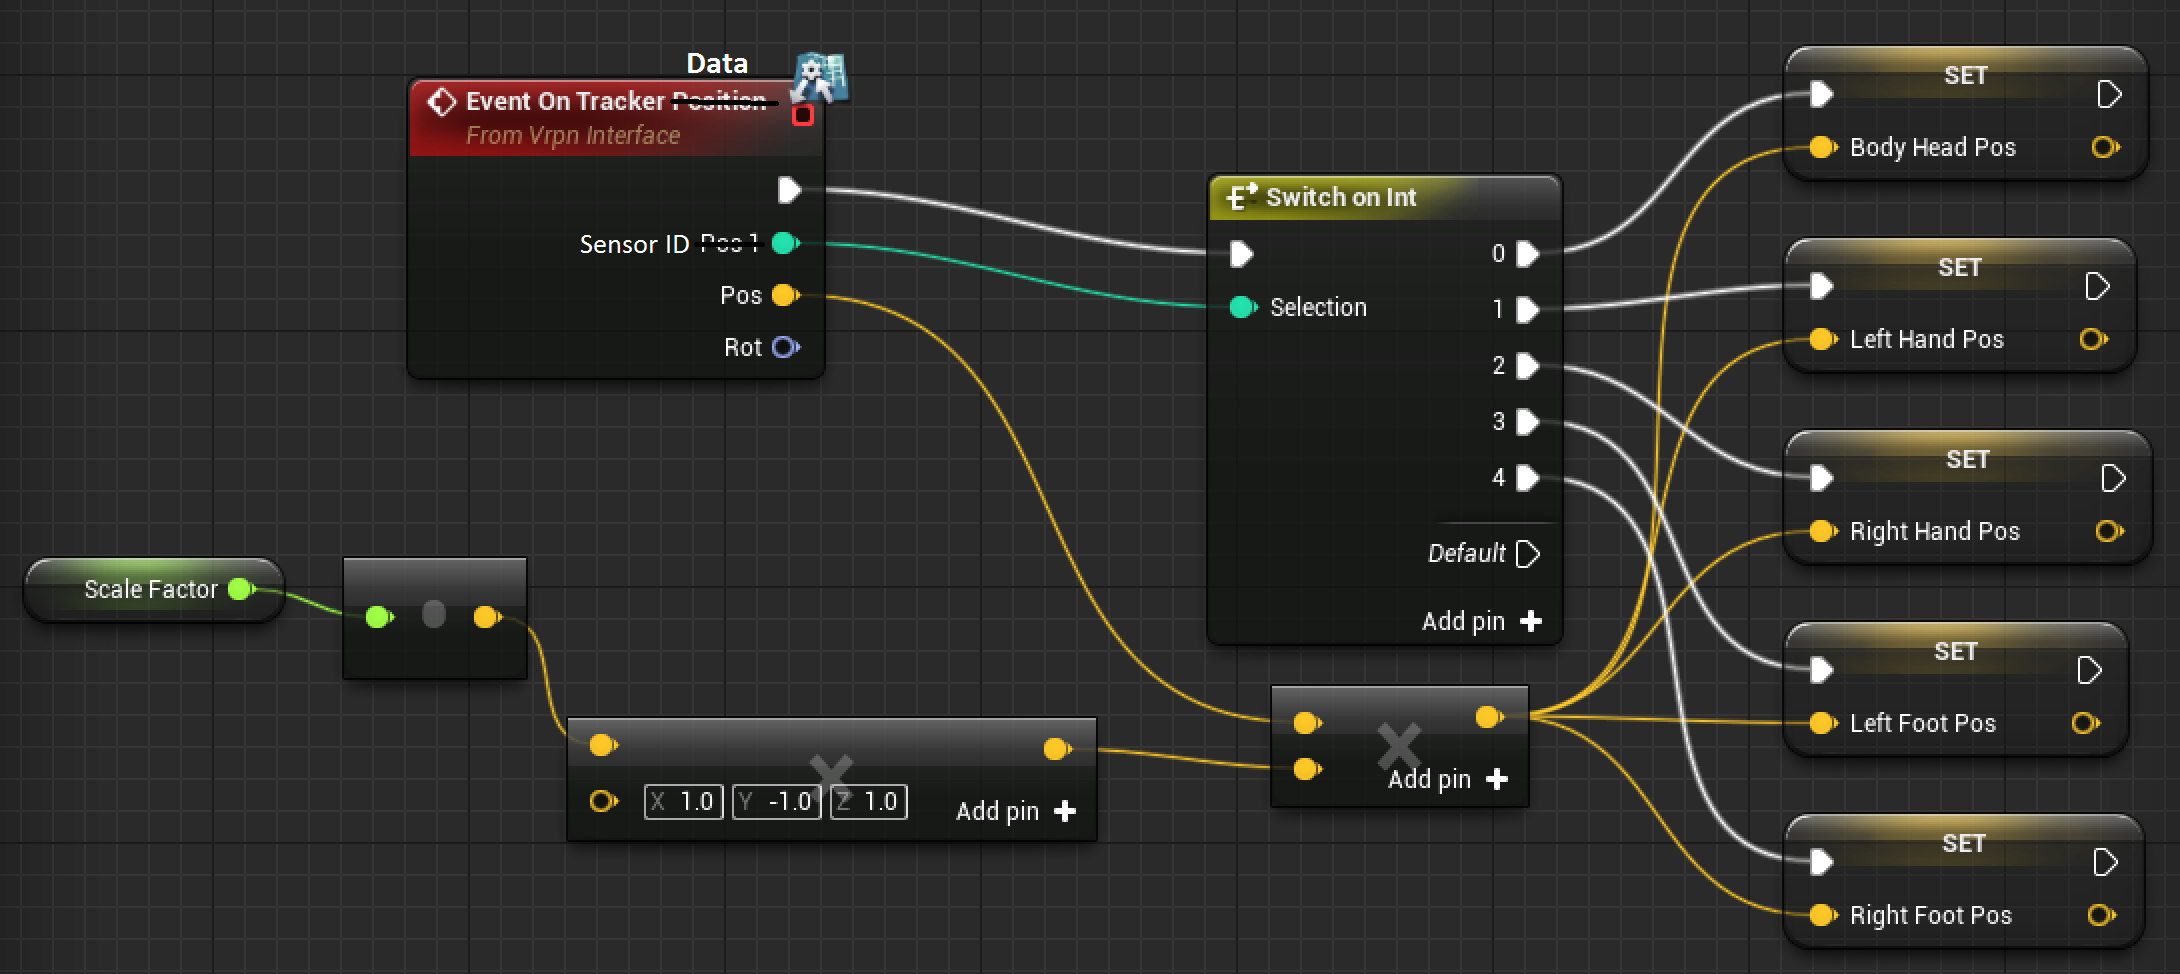 Data
Event On Tracker Position
From Vrpn Interface
Sensor ID Pos 1
Pos
Rot
Scale Factor
X 1.0 Y -1.0 Z 1.0
Add pin +
Switch on Int
0
Selection
1
2
3
4
Default
Add pin +
Add pin +
SET
Body Head Pos
SET
Left Hand Pos
SET
Right Hand Pos
SET
Left Foot Pos
SET
Right Foot Pos